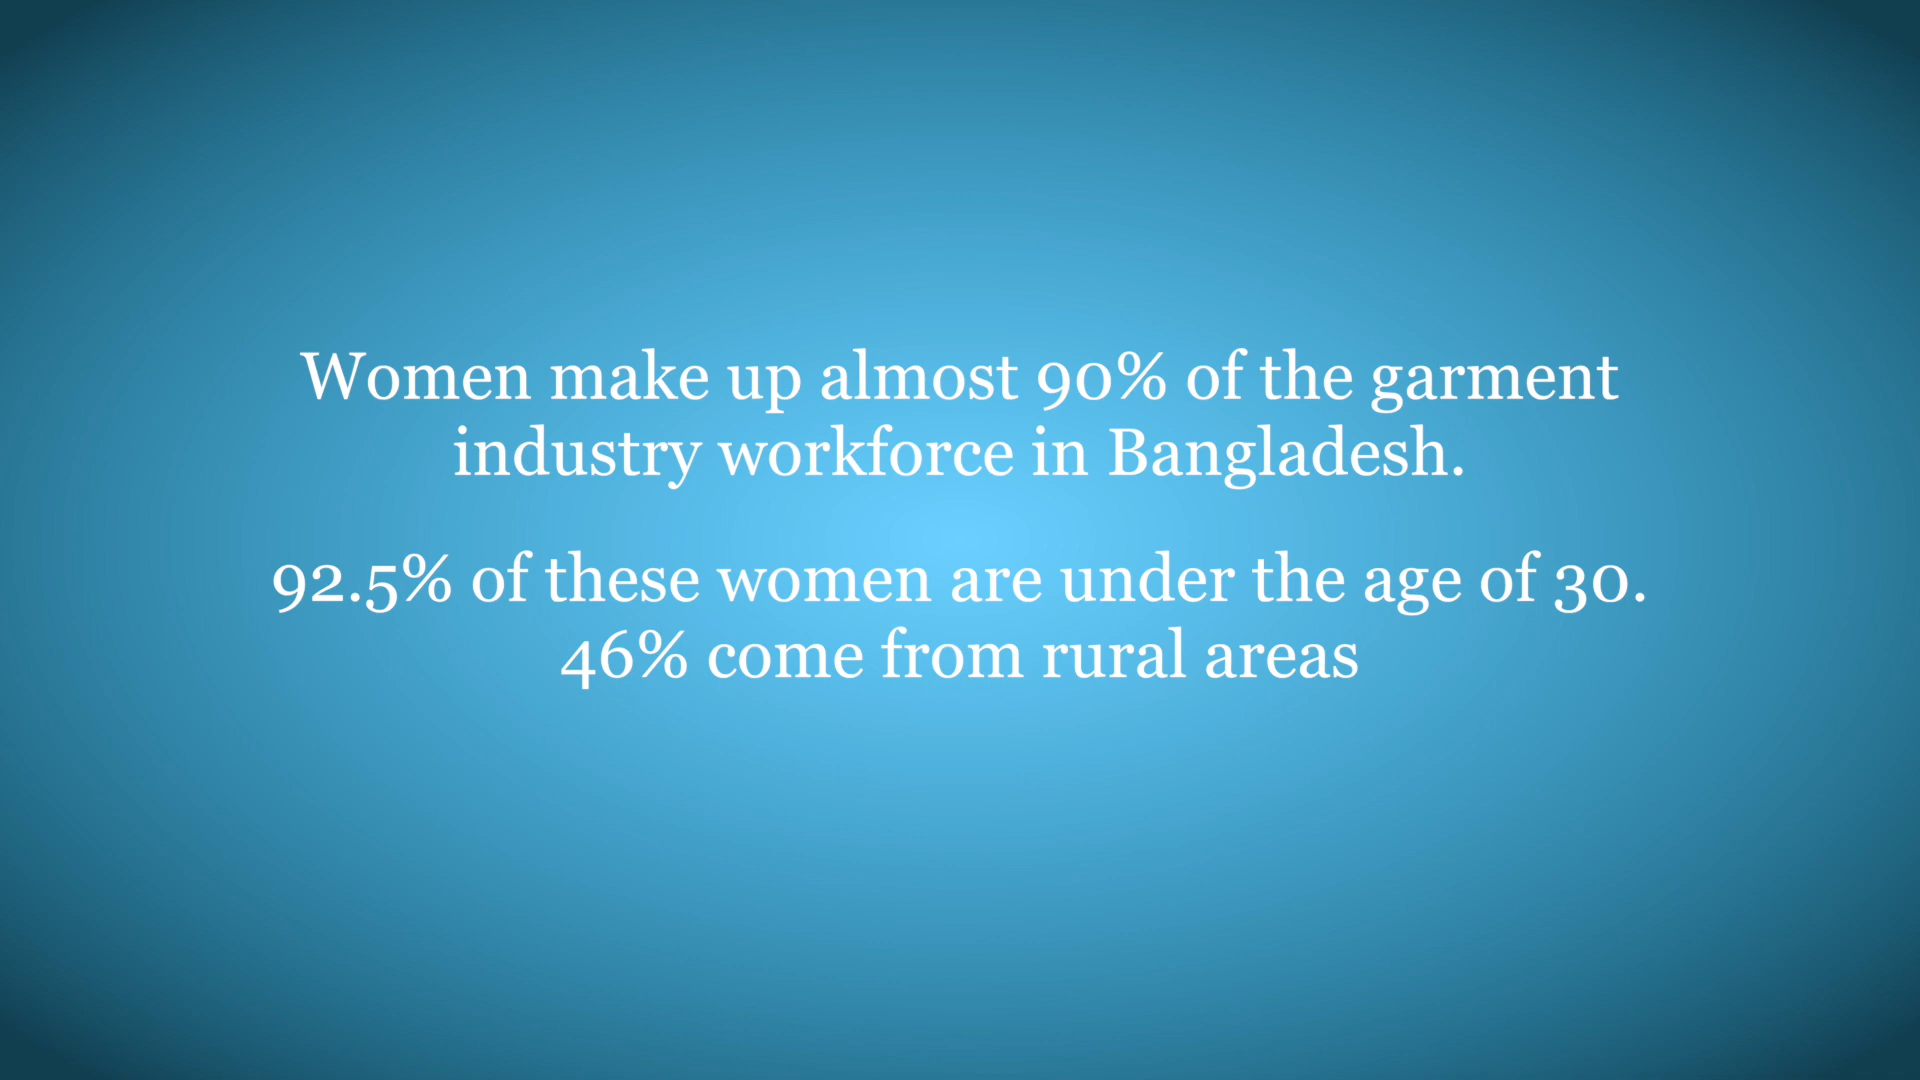 Women make up almost 90% of the garment
industry workforce in Bangladesh.
92.5% of these women are under the age of 30.
46% come from rural areas